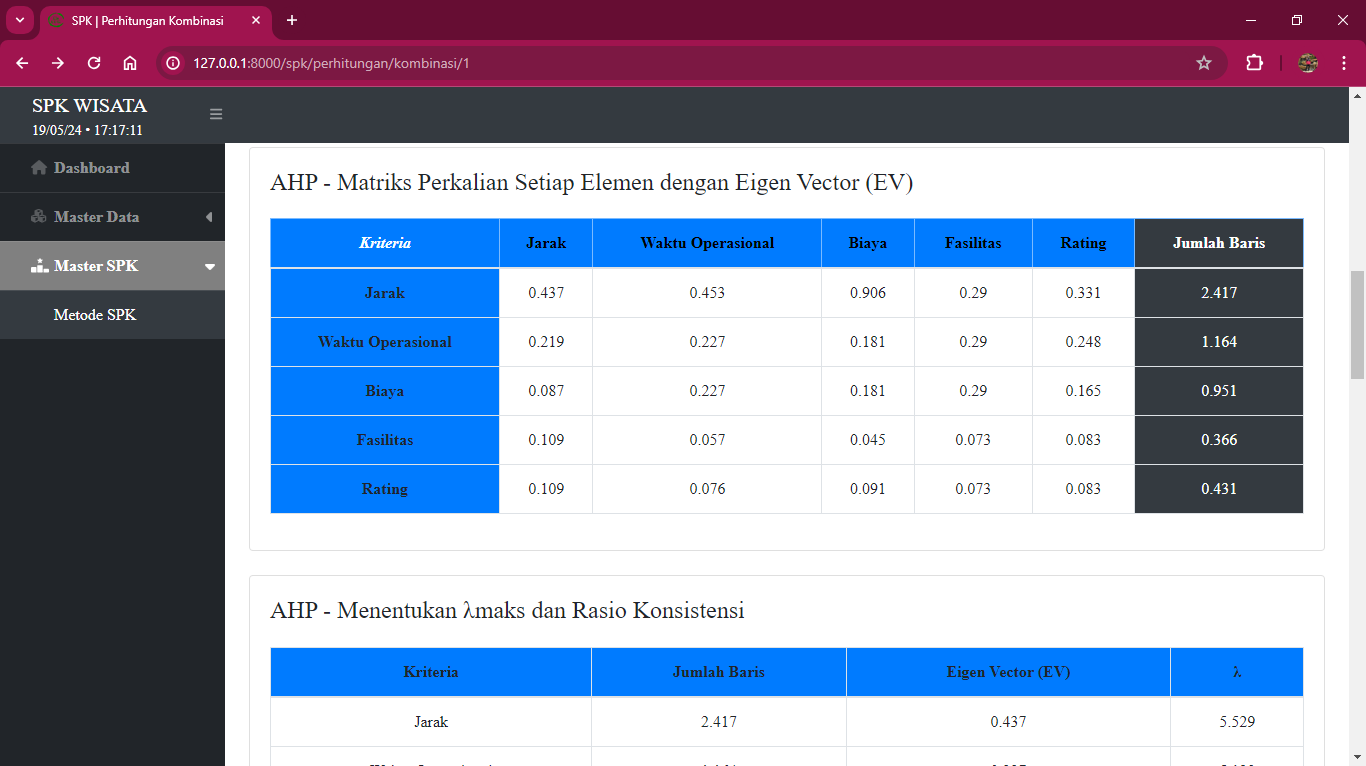 SPK | Perhitungan Kombinasi
127.0.0.1:8000/spk/perhitungan/kombinasi/1
SPK WISATA
19/05/24 • 17:17:11
Dashboard
Master Data
Master SPK
Metode SPK
AHP - Matriks Perkalian Setiap Elemen dengan Eigen Vector (EV)
Kriteria Jarak Waktu Operasional Biaya Fasilitas Rating Jumlah Baris
Jarak 0.437 0.453 0.906 0.29 0.331 2.417
Waktu Operasional 0.219 0.227 0.181 0.29 0.248 1.164
Biaya 0.087 0.227 0.181 0.29 0.165 0.951
Fasilitas 0.109 0.057 0.045 0.073 0.083 0.366
Rating 0.109 0.076 0.091 0.073 0.083 0.431
AHP - Menentukan λmaks dan Rasio Konsistensi
Kriteria Jumlah Baris Eigen Vector (EV) λ
Jarak 2.417 0.437 5.529